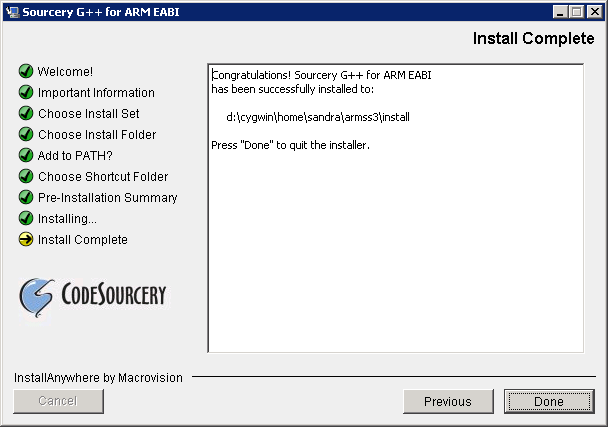 Sourcery G++ for ARM EABI
Install Complete
Welcome!
Important Information
Choose Install Set
Choose Install Folder
Add to PATH?
Choose Shortcut Folder
Pre-Installation Summary
Installing...
Install Complete
CODESOURCERY
Congratulations! Sourcery G++ for ARM EABI
has been successfully installed to:
d:\cygwin\home\sandra\armss3\install
Press "Done" to quit the installer.
InstallAnywhere by Macrovision
Cancel
Previous
Done